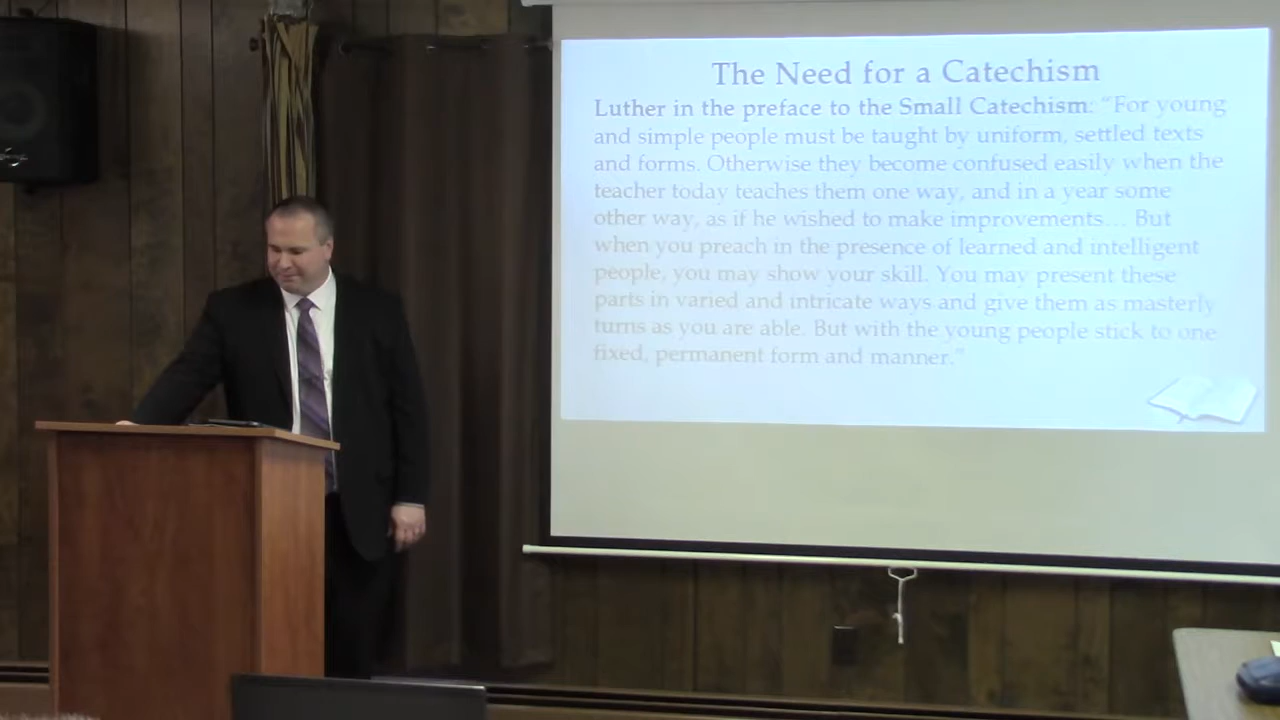 The Need for a Catechism
Luther in the preface to the Small Catechism: “For young
and simple people must be taught by uniform, settled texts
and forms. Otherwise they become confused easily when the
teacher today teaches them one way, and in a year some
other way, as if he wished to make improvements… But
when you preach in the presence of learned and intelligent
people, you may show your skill. You may present these
parts in varied and intricate ways and give them as masterly
turns as you are able. But with the young people stick to one
fixed, permanent form and manner.”